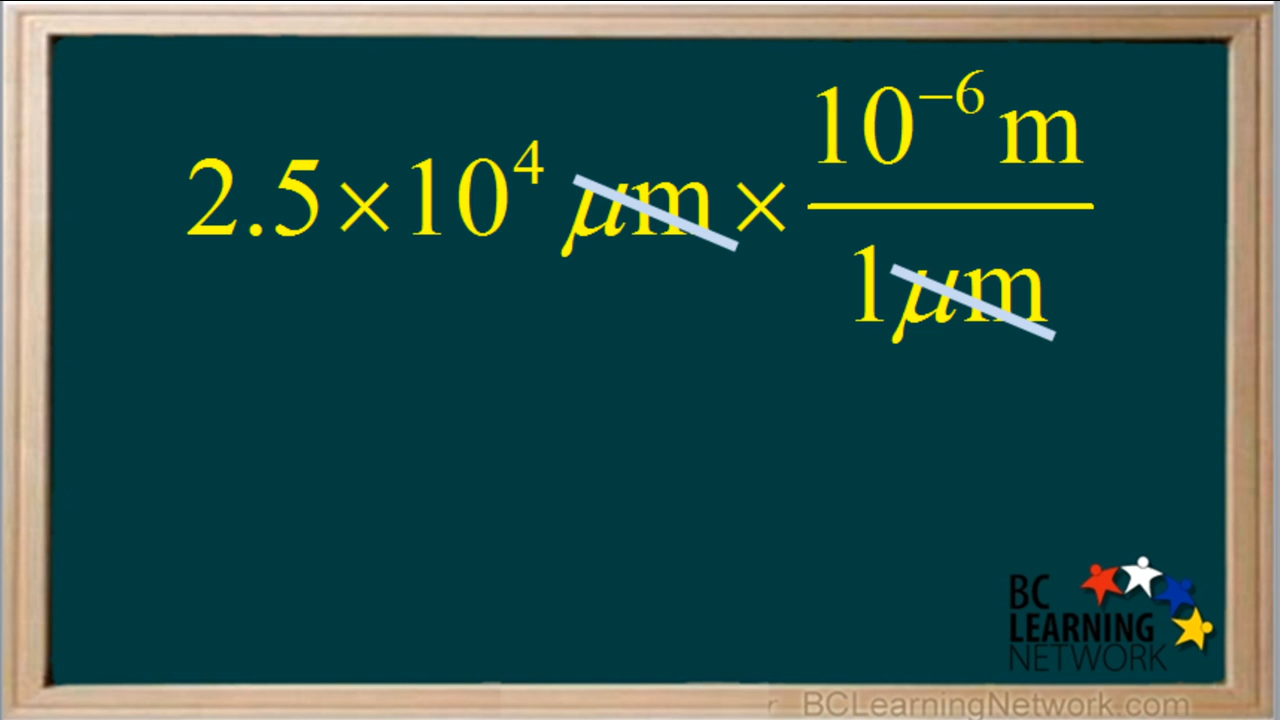 2.5×10⁴ μm × 10⁻⁶ m
1μm
BC
LEARNING
NETWORK
BCLearningNetwork.com